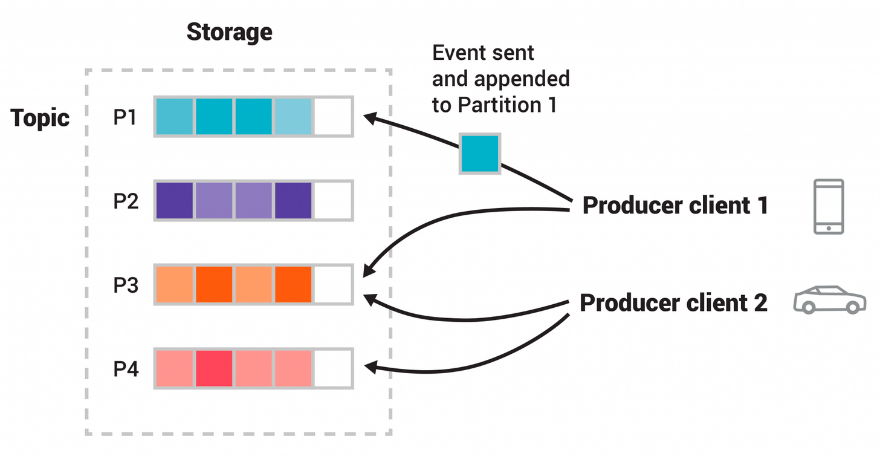 Storage
Event sent
and appended
to Partition 1
Topic
P1
P2
Producer client 1
P3
Producer client 2
P4